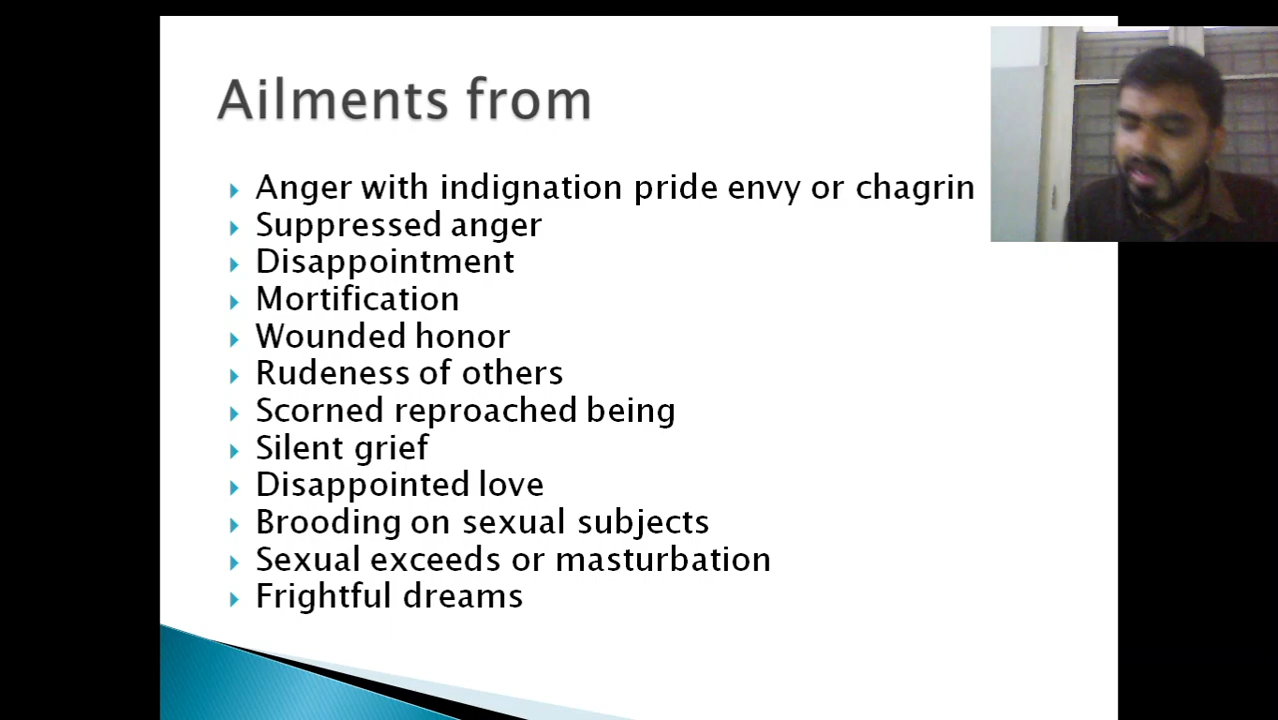 Ailments from
Anger with indignation pride envy or chagrin
Suppressed anger
Disappointment
Mortification
Wounded honor
Rudeness of others
Scorned reproached being
Silent grief
Disappointed love
Brooding on sexual subjects
Sexual exceeds or masturbation
Frightful dreams